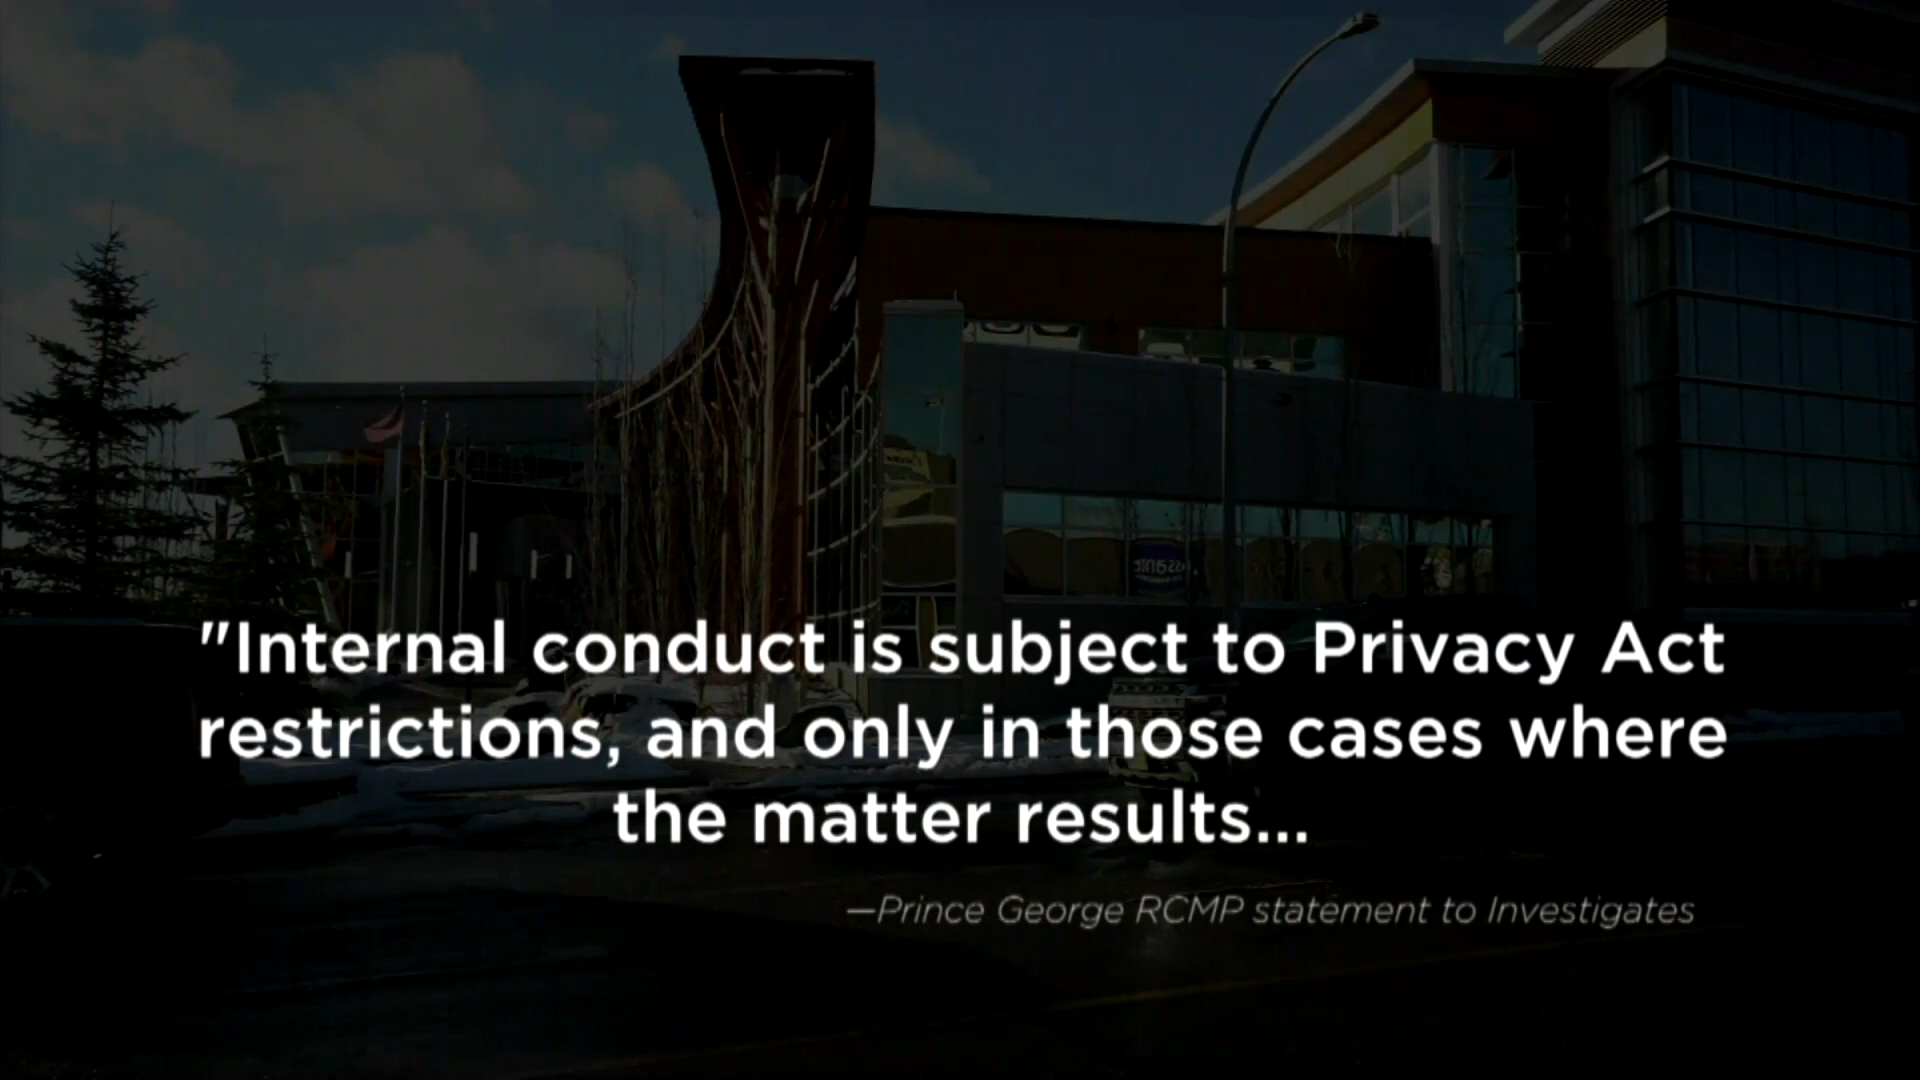 "Internal conduct is subject to Privacy Act
restrictions, and only in those cases where
the matter results...
—Prince George RCMP statement to Investigates